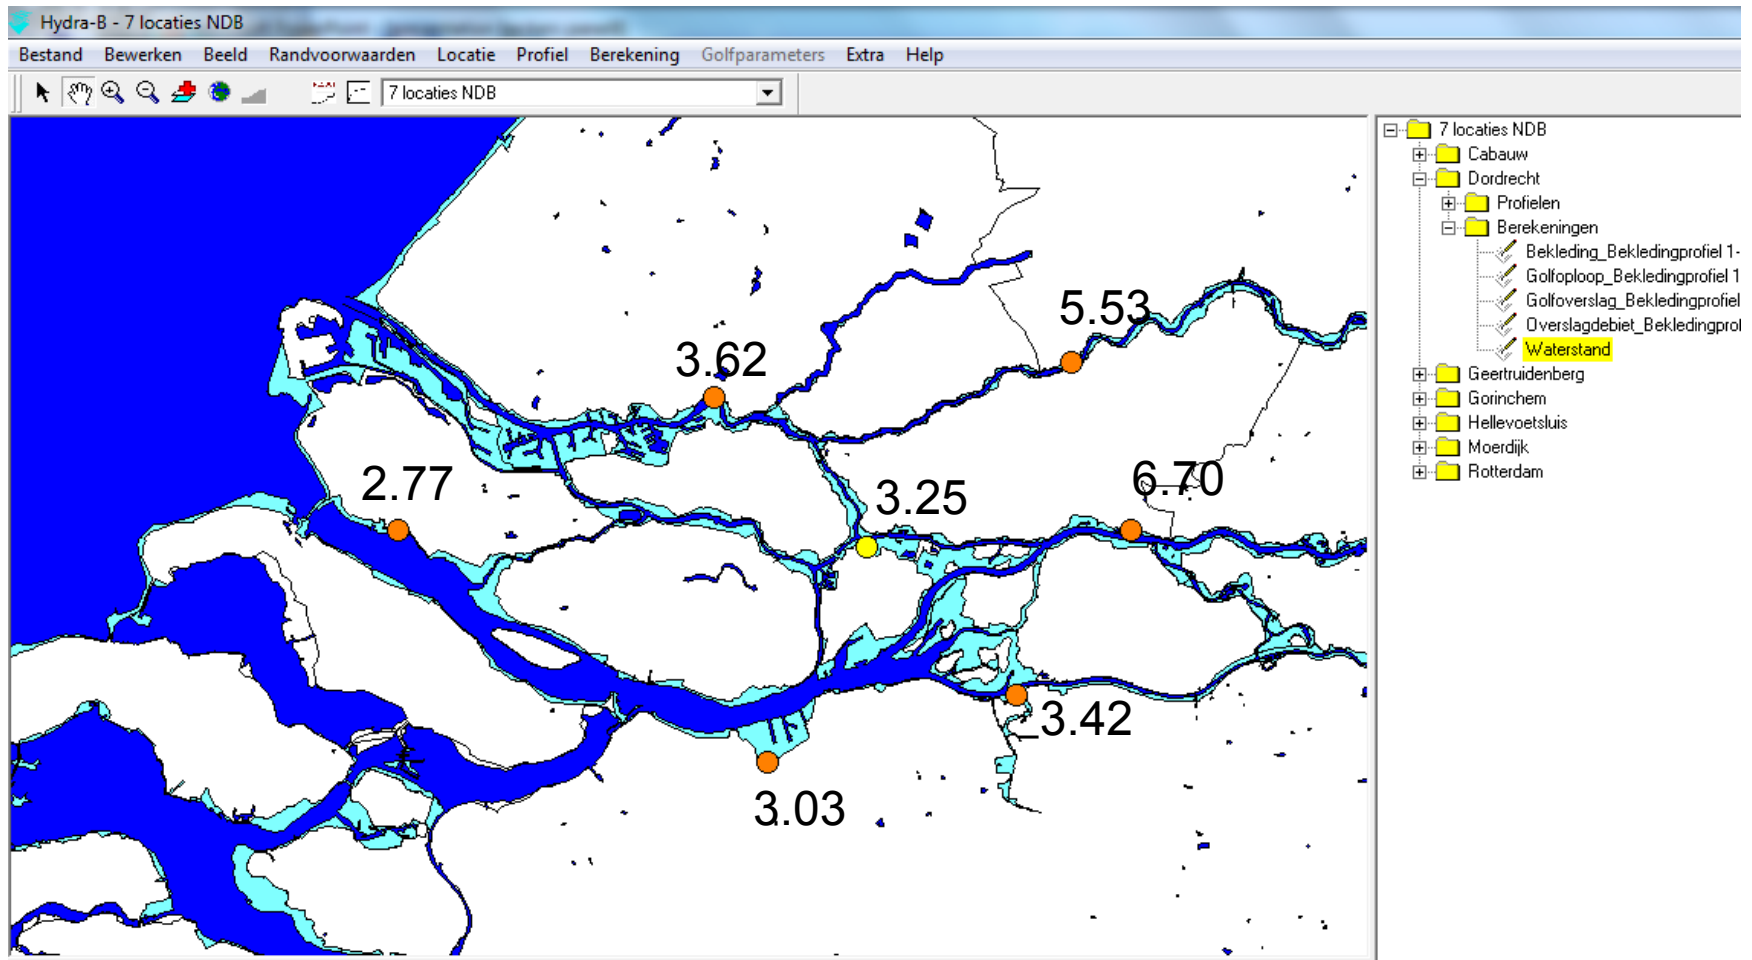 Hydra-B - 7 locaties NDB
Bestand Bewerken Beeld Randvoorwaarden Locatie Profiel Berekening Golfparameters Extra Help
7 locaties NDB
7 locaties NDB
Cabauw
Dordrecht
Profielen
Berekeningen
Bekleding_Bekledingprofiel 1-
Golfoploop_Bekledingprofiel 1
Golfoverslag_Bekledingprofiel
Overslagdebiet_Bekledingprof
Waterstand
Geertruidenberg
Gorinchem
Hellevoetsluis
Moerdijk
Rotterdam
5.53
3.62
2.77
3.25
6.70
3.42
3.03